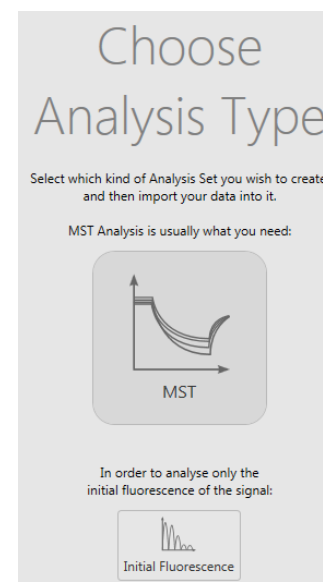 Choose
Analysis Type
Select which kind of Analysis Set you wish to create
and then import your data into it.
MST Analysis is usually what you need:
MST
In order to analyse only the
initial fluorescence of the signal:
Initial Fluorescence